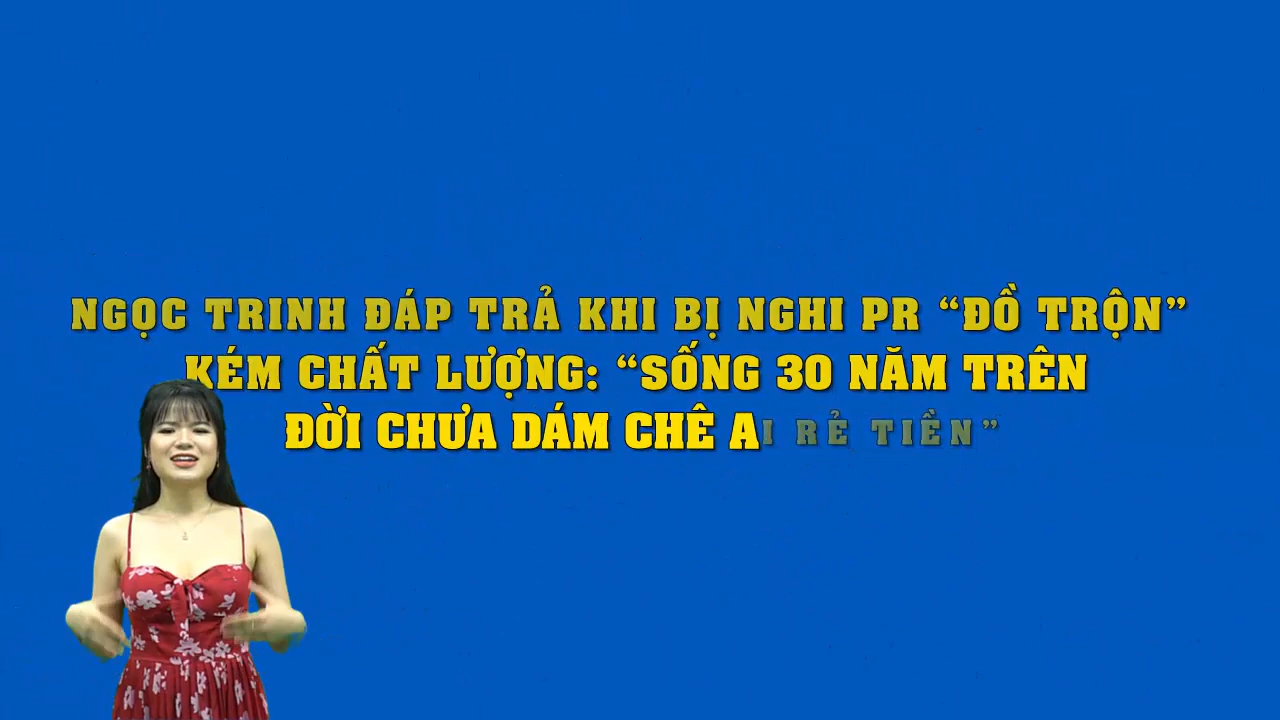 NGỌC TRINH ĐÁP TRẢ KHI BỊ NGHI PR “ĐỒ TRỘN”
KÉM CHẤT LƯỢNG: “SỐNG 30 NĂM TRÊN
ĐỜI CHƯA DÁM CHÊ AI RẺ TIỀN”